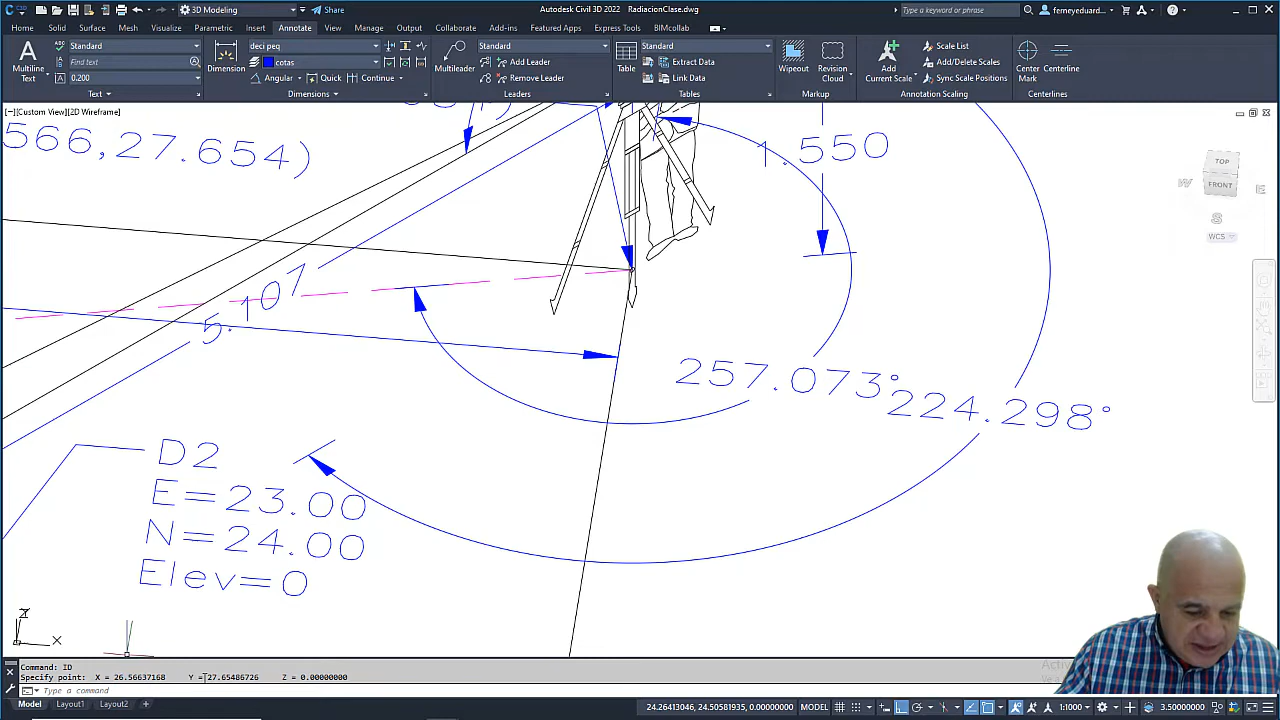 3D Modeling
Share
Autodesk Civil 3D 2022 RadiacionClase.dwg
Type a keyword or phrase
ferneyeduard...
Home Solid Surface Mesh Visualize Parametric Insert Annotate View Manage Output Collaborate Add-ins Featured Apps Express Tools BIMcollab
Standard
Find text
0.200
Multiline
Text
Text
Dimension
deci peq
cotas
Angular
Quick
Continue
Dimensions
Multileader
Standard
Add Leader
Remove Leader
Leaders
Table
Standard
Extract Data
Link Data
Tables
Wipeout
Revision
Cloud
Markup
Add
Current Scale
Scale List
Add/Delete Scales
Sync Scale Positions
Annotation Scaling
Center
Mark
Centerline
Centerlines
[−][Custom View][2D Wireframe]
566,27.654)
1.550
TOP
FRONT
W
E
S
WCS
5.107
257.073°
224.298°
D2
E=23.00
N=24.00
Elev=0
Z
X
Command: ID
Specify point: X = 26.56637168 Y = 27.65486726 Z = 0.00000000
Type a command
Model Layout1 Layout2 +
24.26413046, 24.50581935, 0.00000000 MODEL
1:1000
3.50000000